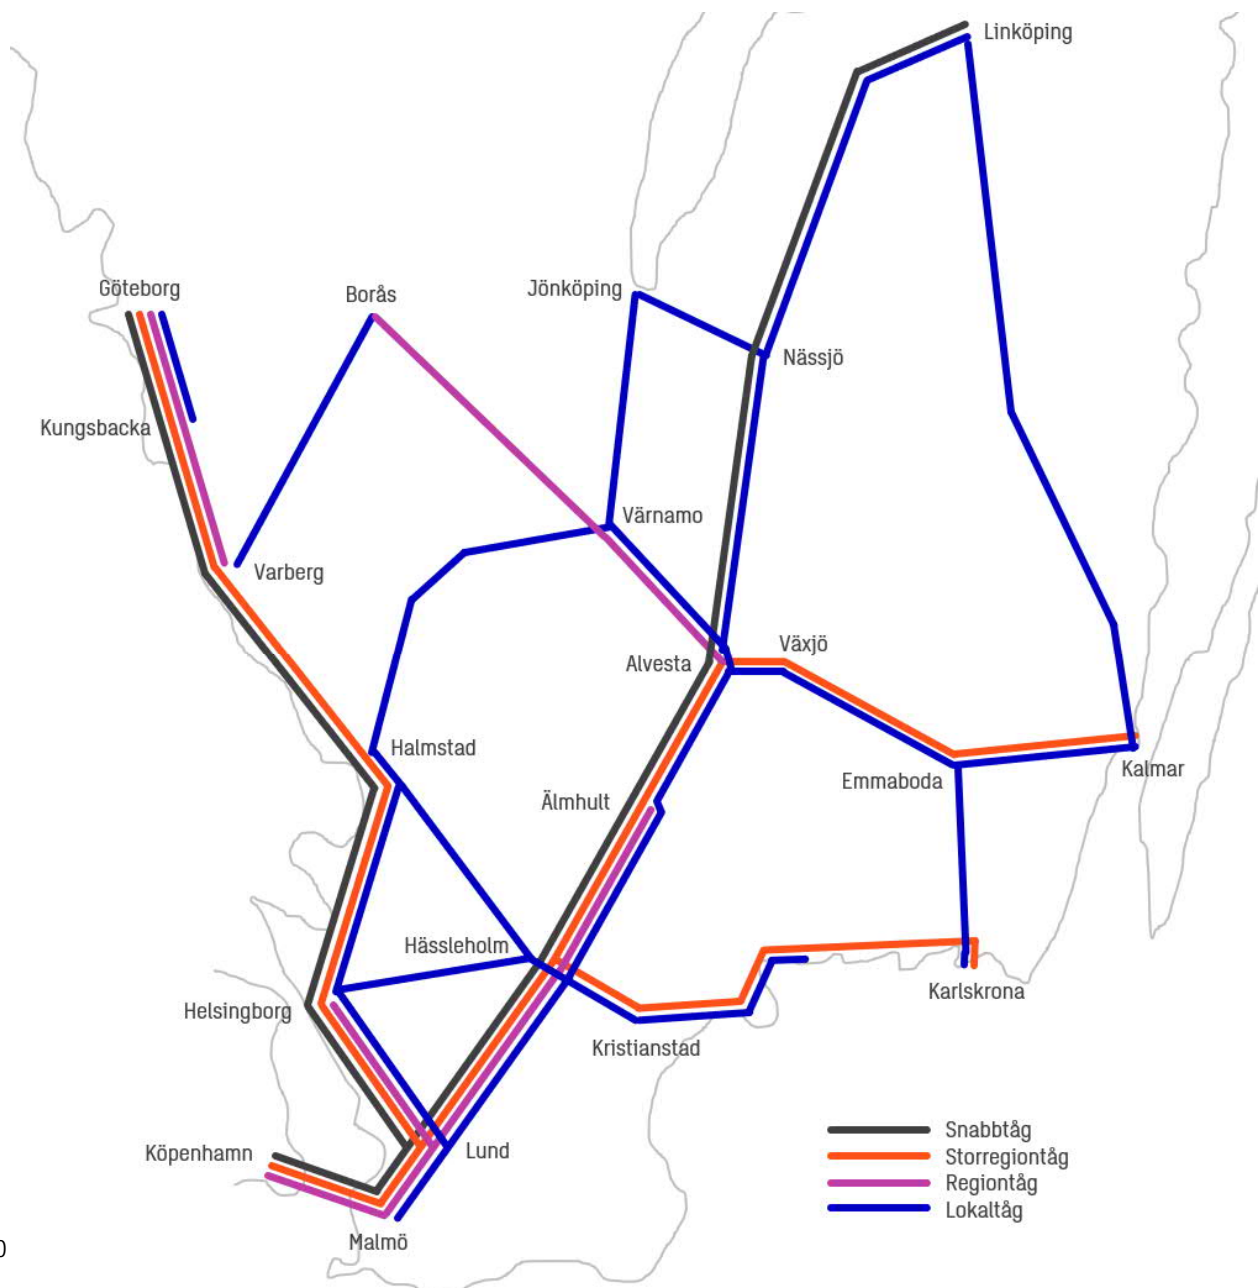 Linköping
Göteborg
Borås
Jönköping
Nässjö
Kungsbacka
Värnamo
Varberg
Växjö
Alvesta
Halmstad
Kalmar
Emmaboda
Älmhult
Hässleholm
Karlskrona
Helsingborg
Kristianstad
Snabbtåg
Köpenhamn
Lund
Storregiontåg
Regiontåg
Lokaltåg
Malmö
0